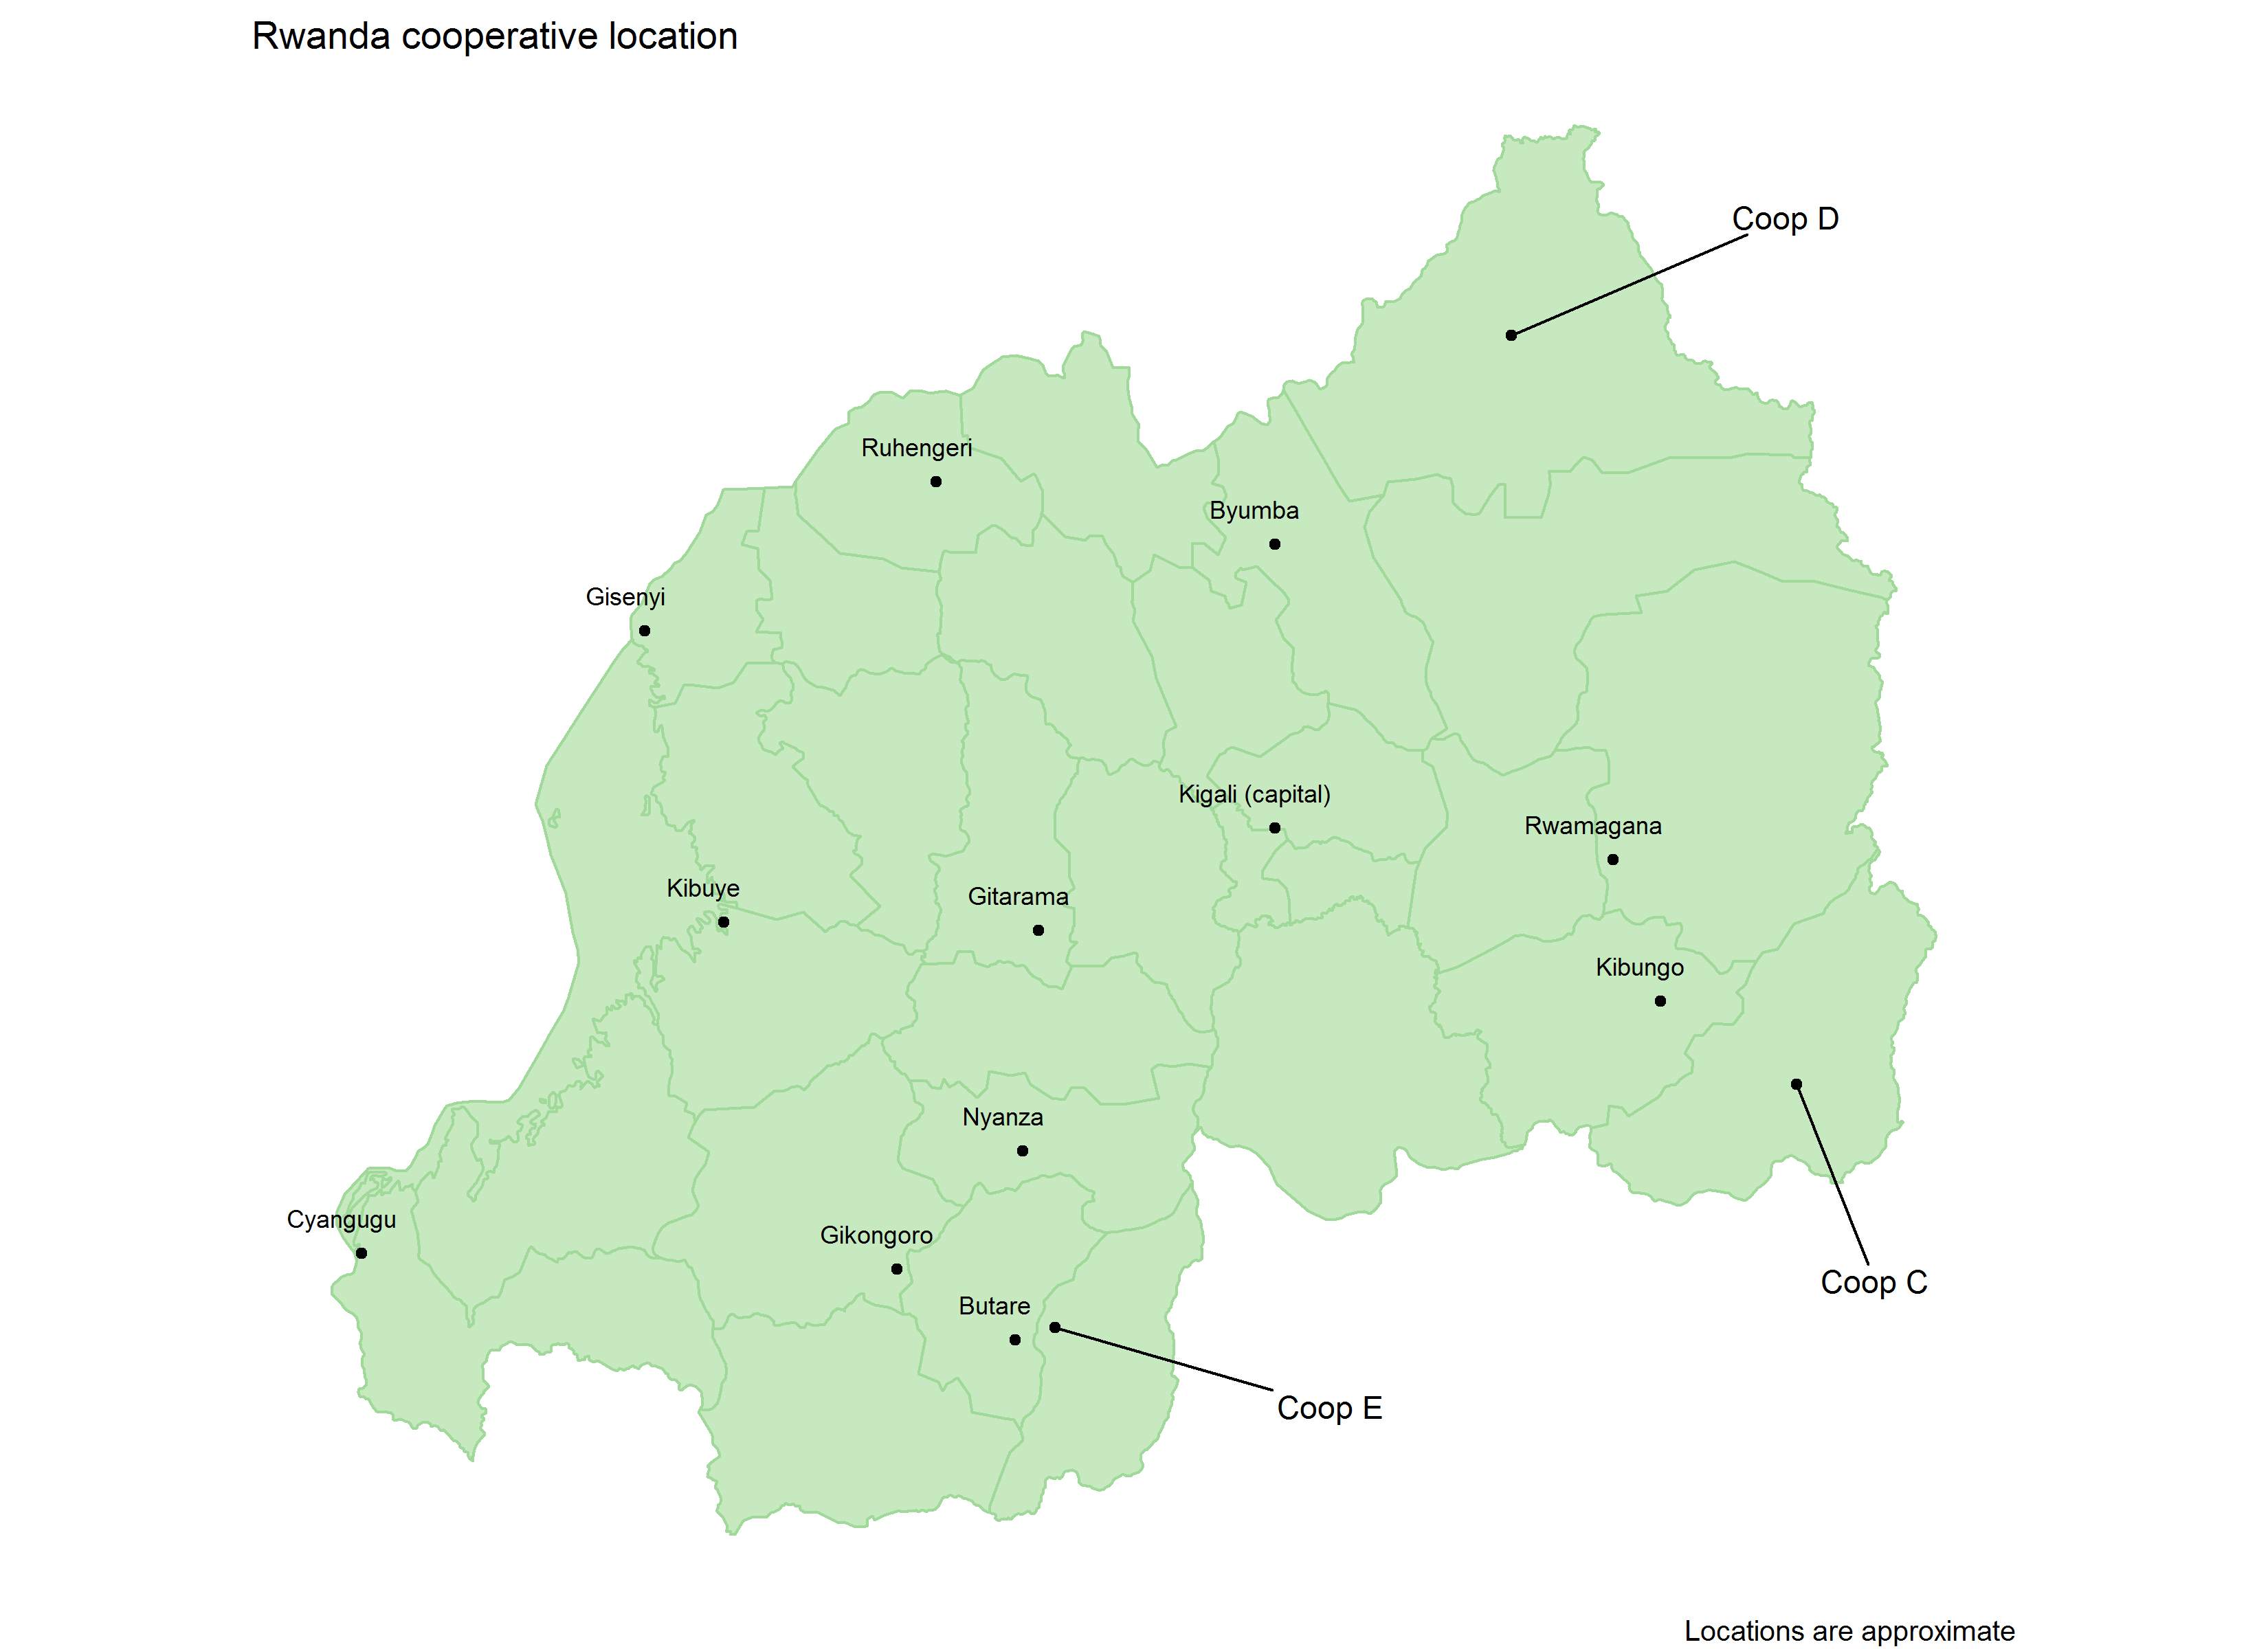 Rwanda cooperative location
Coop D
Ruhengeri
Byumba
Gisenyi
Kigali (capital)
Rwamagana
Kibuye
Gitarama
Kibungo
Nyanza
Cyangugu
Gikongoro
Coop C
Butare
Coop E
Locations are approximate